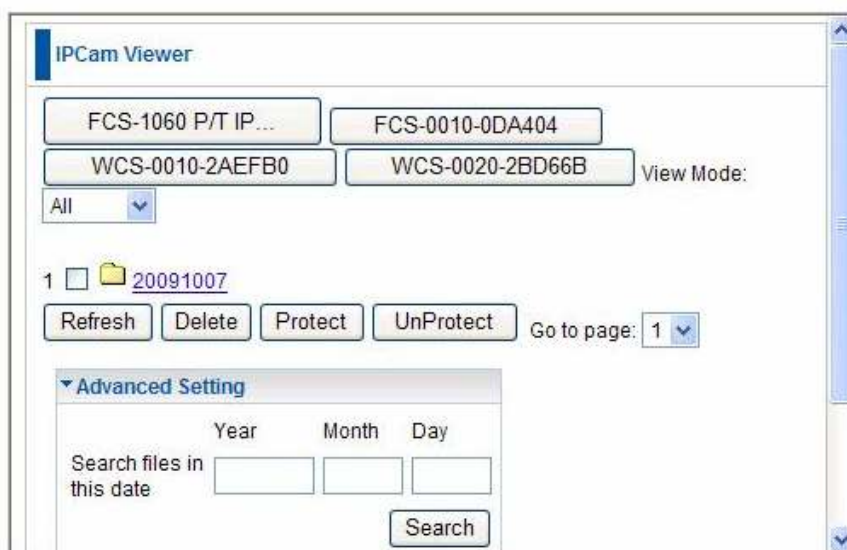 IPCam Viewer
FCS-1060 P/T IP... FCS-0010-0DA404
WCS-0010-2AEFB0 WCS-0020-2BD66B View Mode:
All
1 20091007
Refresh Delete Protect UnProtect Go to page: 1
Advanced Setting
Year Month Day
Search files in
this date
Search